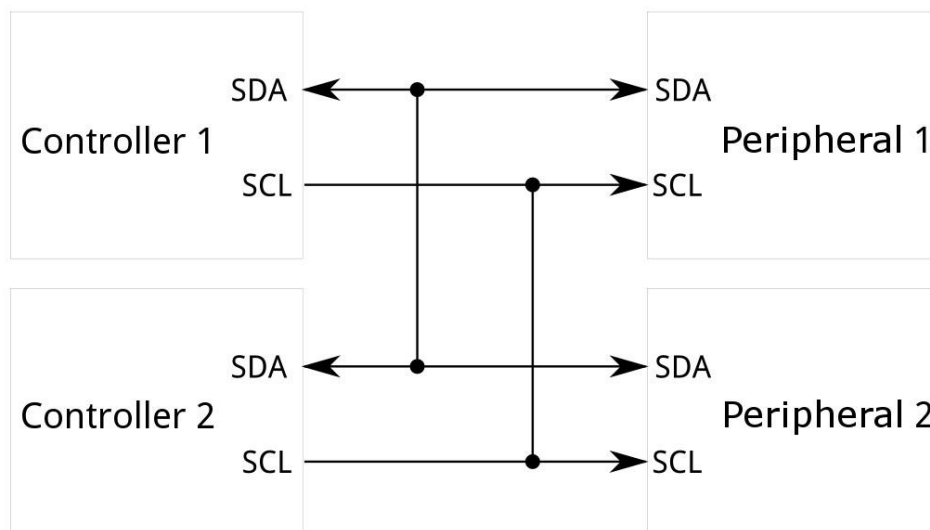 SDA
SDA
Controller 1
Peripheral 1
SCL
SCL
SDA
SDA
Controller 2
Peripheral 2
SCL
SCL